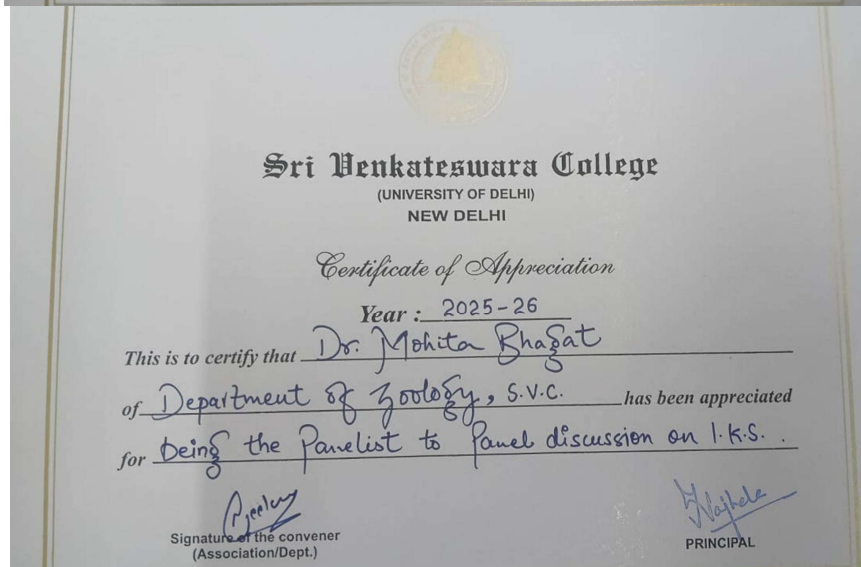 Sri Venkateswara College
(UNIVERSITY OF DELHI)
NEW DELHI
Certificate of Appreciation
Year : 2025-26
This is to certify that Dr. Mohita Bhagat
of Department of Zoology, S.V.C. has been appreciated
for being the Panelist to Panel discussion on I.K.S.
Signature of the convener
(Association/Dept.)
PRINCIPAL